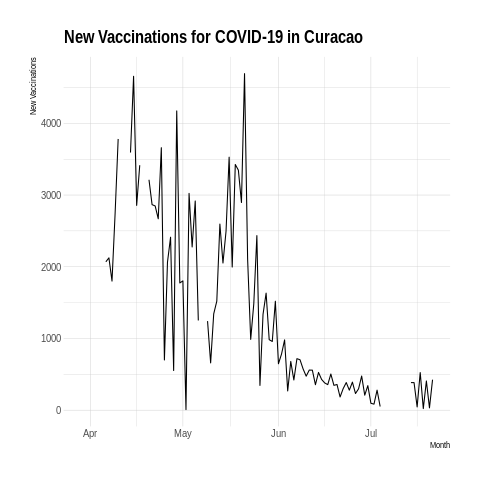 New Vaccinations for COVID-19 in Curacao
New Vaccinations
4000
3000
2000
1000
0
Apr
May
Jun
Jul
Month